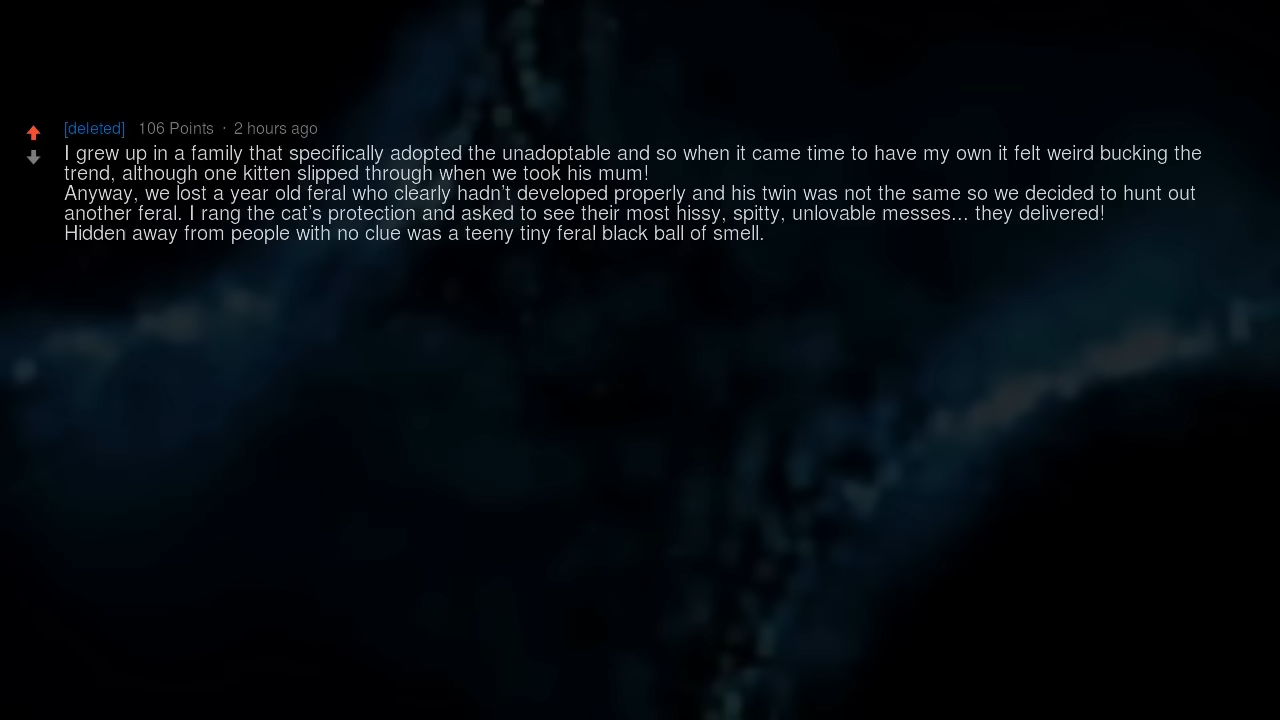 [deleted] 106 Points · 2 hours ago
I grew up in a family that specifically adopted the unadoptable and so when it came time to have my own it felt weird bucking the
trend, although one kitten slipped through when we took his mum!
Anyway, we lost a year old feral who clearly hadn't developed properly and his twin was not the same so we decided to hunt out
another feral. I rang the cat's protection and asked to see their most hissy, spitty, unlovable messes... they delivered!
Hidden away from people with no clue was a teeny tiny feral black ball of smell.